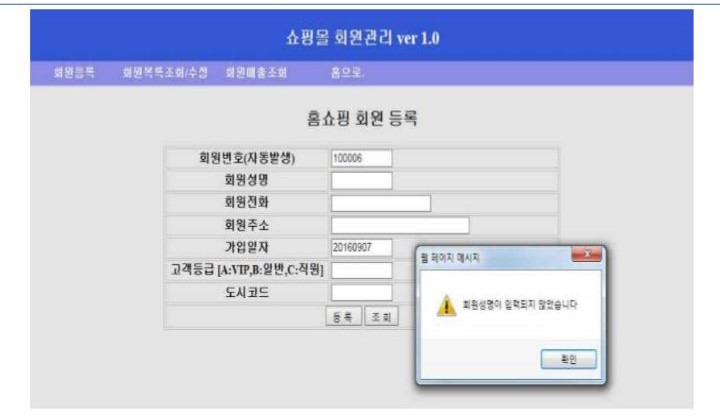 쇼핑몰 회원관리 ver 1.0
회원등록 회원목록조회/수정 회원매출조회 홈으로.
홈쇼핑 회원 등록
회원번호(자동발생) 100006
회원성명
회원전화
회원주소
가입일자 20160907
고객등급 [A:VIP,B:일반,C:직원]
도시코드
등록 조회
웹 페이지 메시지
회원성명이 입력되지 않았습니다
확인